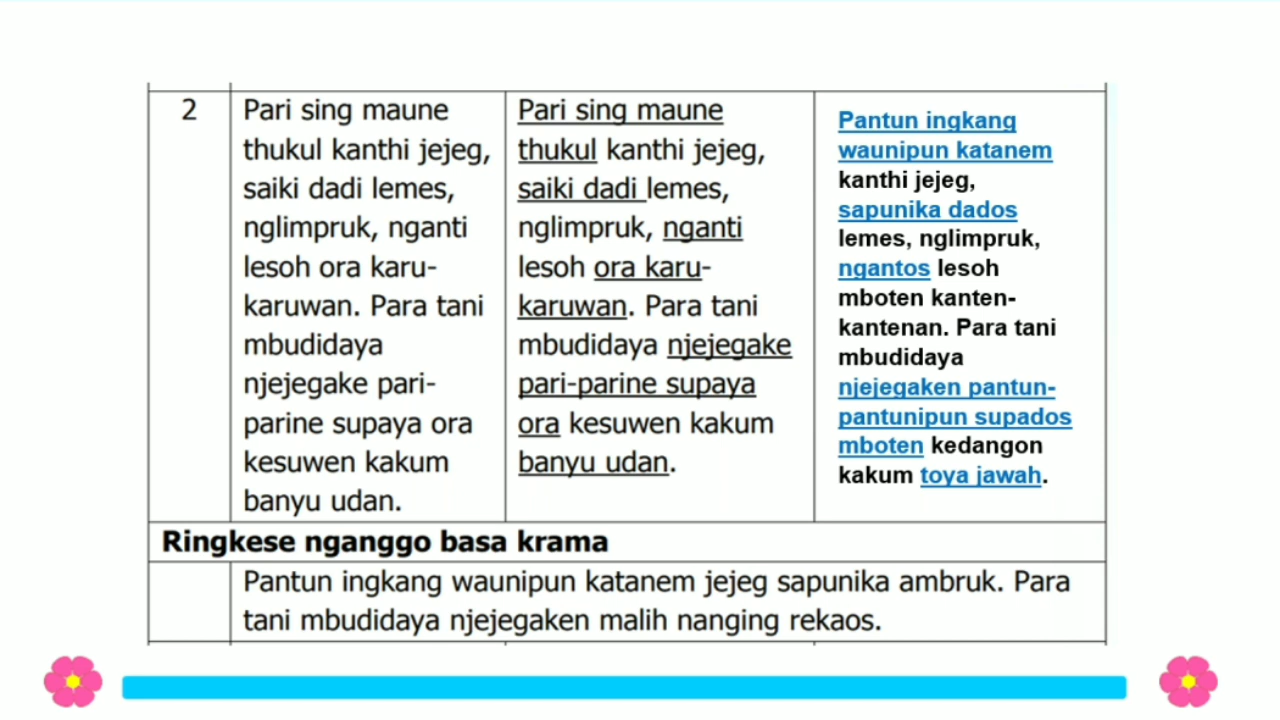 2
Pari sing maune
thukul kanthi jejeg,
saiki dadi lemes,
nglimpruk, nganti
lesoh ora karu-
karuwan. Para tani
mbudidaya
njejegake pari-
parine supaya ora
kesuwen kakum
banyu udan.
Pari sing maune
thukul kanthi jejeg,
saiki dadi lemes,
nglimpruk, nganti
lesoh ora karu-
karuwan. Para tani
mbudidaya njejegake
pari-parine supaya
ora kesuwen kakum
banyu udan.
Pantun ingkang
waunipun katanem
kanthi jejeg,
sapunika dados
lemes, nglimpruk,
ngantos lesoh
mboten kanten-
kantenan. Para tani
mbudidaya
njejegaken pantun-
pantunipun supados
mboten kedangon
kakum toya jawah.
Ringkese nganggo basa krama
Pantun ingkang waunipun katanem jejeg sapunika ambruk. Para
tani mbudidaya njejegaken malih nanging rekaos.